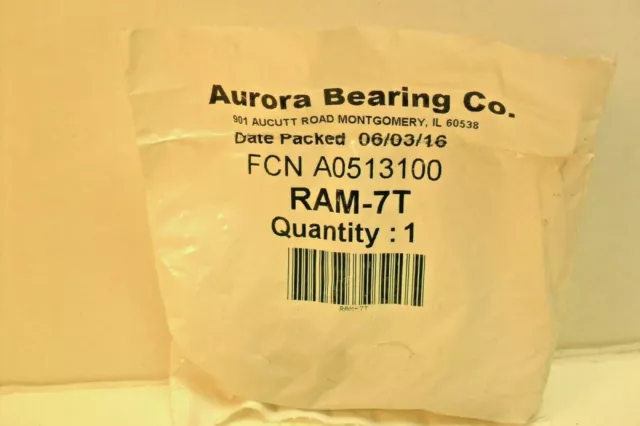 Aurora Bearing Co.
901 AUCUTT ROAD MONTGOMERY, IL 60538
Date Packed 06/03/16
FCN A0513100
RAM-7T
Quantity : 1
RAM-7T